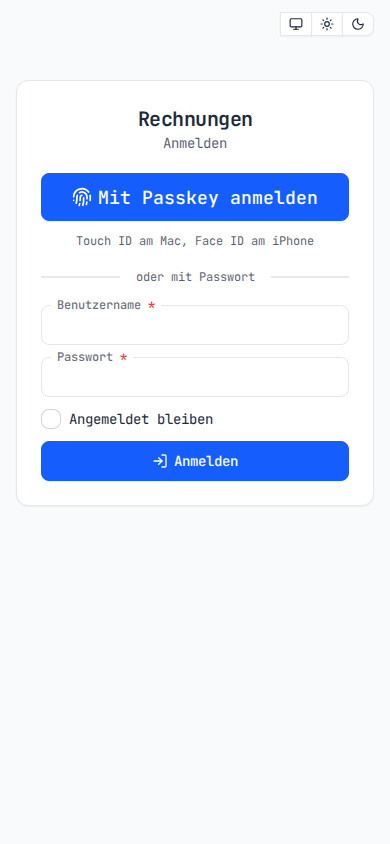 Rechnungen
Anmelden
Mit Passkey anmelden
Touch ID am Mac, Face ID am iPhone
oder mit Passwort
Benutzername *
Passwort *
Angemeldet bleiben
Anmelden